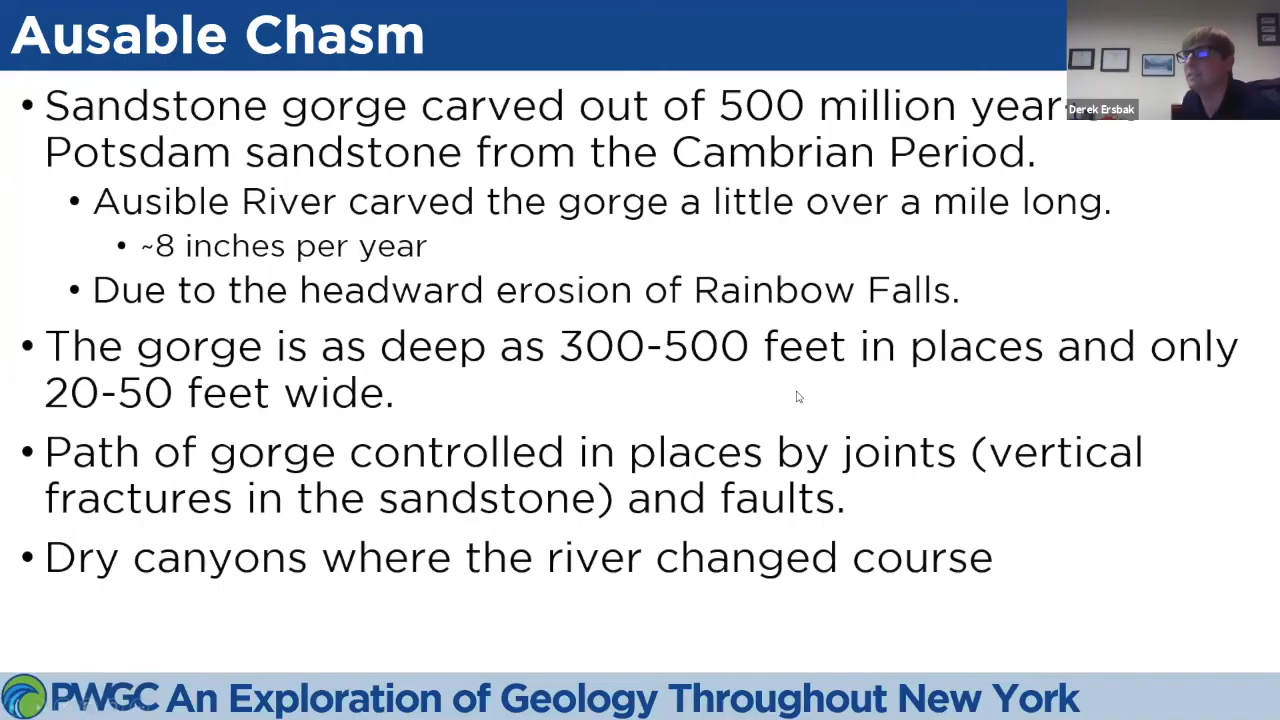 Ausable Chasm
• Sandstone gorge carved out of 500 million year
Potsdam sandstone from the Cambrian Period.
• Ausible River carved the gorge a little over a mile long.
• ~8 inches per year
• Due to the headward erosion of Rainbow Falls.
• The gorge is as deep as 300-500 feet in places and only
20-50 feet wide.
• Path of gorge controlled in places by joints (vertical
fractures in the sandstone) and faults.
• Dry canyons where the river changed course
Derek Ersbak
PWGC An Exploration of Geology Throughout New York